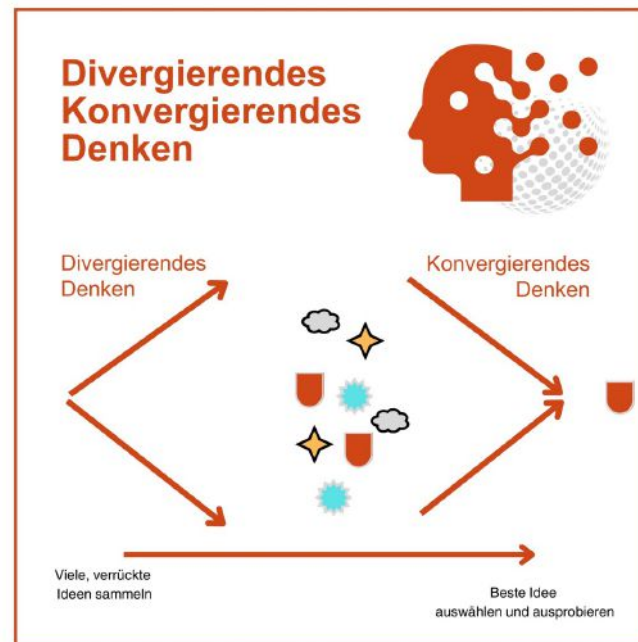 Divergierendes
Konvergierendes
Denken
Divergierendes
Denken
Konvergierendes
Denken
Viele, verrückte
Ideen sammeln
Beste Idee
auswählen und ausprobieren